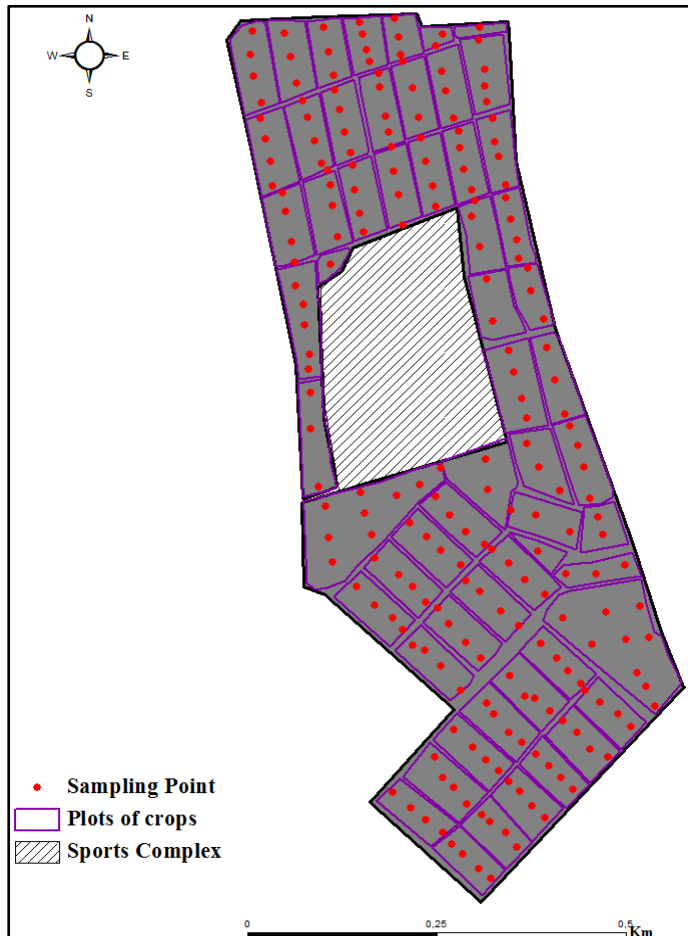 N
W E
S
Sampling Point
Plots of crops
Sports Complex
0 0,25 0,5
Km